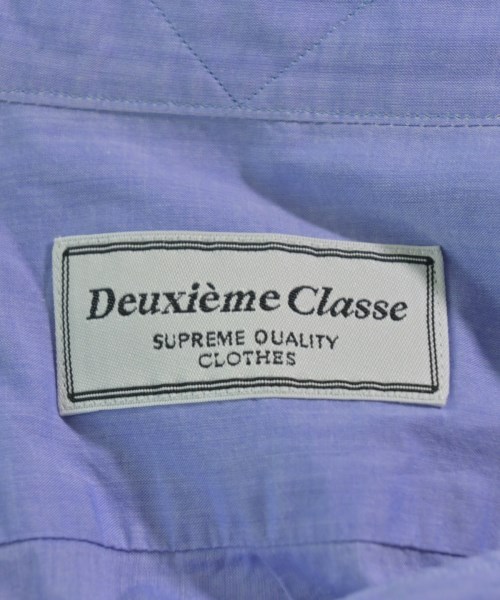 Deuxième Classe
SUPREME QUALITY
CLOTHES